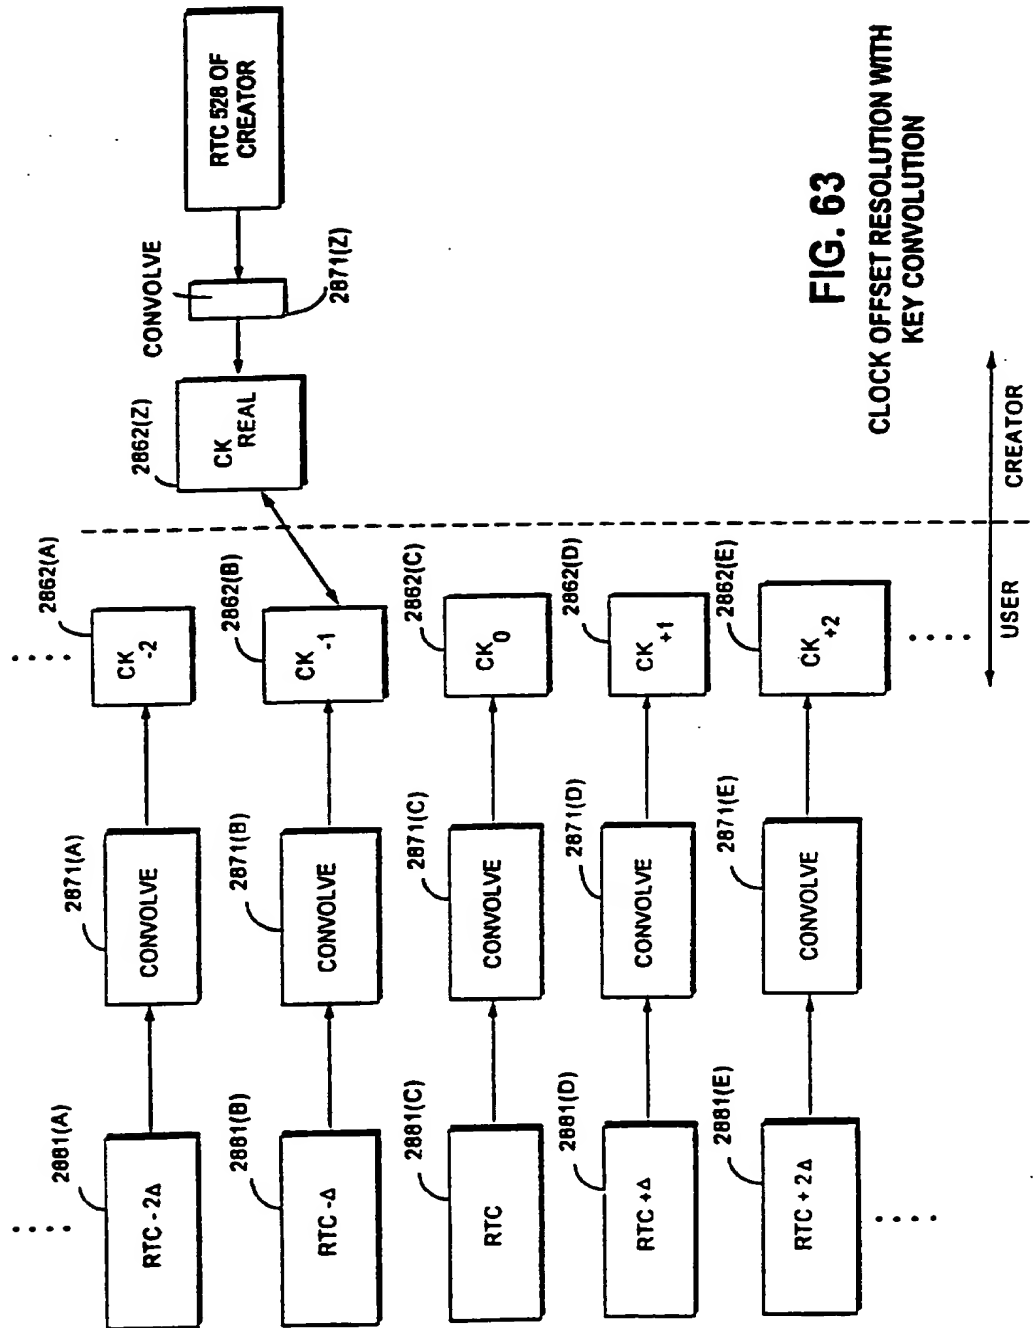 RTC 528 OF
CREATOR
CONVOLVE
2871(Z)
2862(Z)
CK REAL
2862(A)
CK -2
2871(A)
CONVOLVE
2881(A)
RTC - 2Δ
2862(B)
CK -1
2871(B)
CONVOLVE
2881(B)
RTC -Δ
2862(C)
CK 0
2871(C)
CONVOLVE
2881(C)
RTC
2862(D)
CK +1
2871(D)
CONVOLVE
2881(D)
RTC +Δ
2862(E)
CK +2
2871(E)
CONVOLVE
2881(E)
RTC + 2Δ
USER
CREATOR
FIG. 63
CLOCK OFFSET RESOLUTION WITH
KEY CONVOLUTION